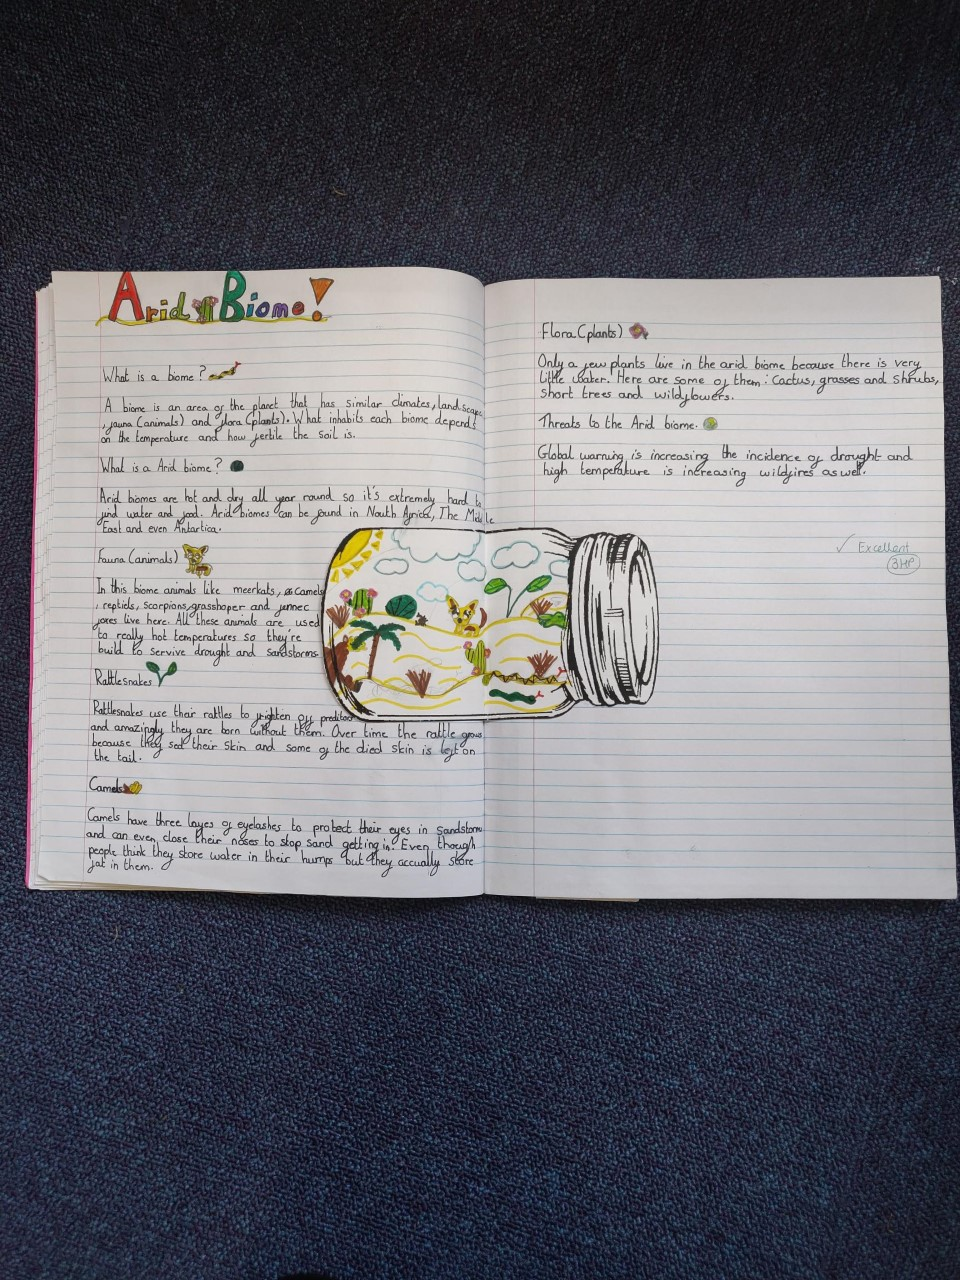 Arid Biome!
What is a biome?
A biome is an area of the planet that has similar climates, landscape
, fauna (animals) and flora (plants). What inhabits each biome depends
on the temperature and how fertile the soil is.
What is a Arid biome?
Arid biomes are hot and dry all year round so it's extremely hard to
find water and food. Arid biomes can be found in North Africa, The Middle
East and even Antartica.
Fauna (animals)
In this biome animals like meerkats, camels
, reptids, scorpions, grasshoper and fennec
foxes live here. All these animals are used
to really hot temperatures so they're
build to servive drought and sandstorms.
Rattlesnakes
Rattlesnakes use their rattles to frighten off preditors
and amazingly they are born without them. Over time the rattle grows
because they sed their skin and some of the died skin is left on
the tail.
Camels
Camels have three layes of eyelashes to protect their eyes in sandstorms
and can even close their noses to stop sand getting in. Even though
people think they store water in their humps but they accually store
fat in them.
Flora (plants)
Only a few plants live in the arid biome because there is very
little water. Here are some of them: Cactus, grasses and shrubs,
short trees and wildflowers.
Threats to the Arid biome.
Global warning is increasing the incidence of drought and
high temperature is increasing wildfires aswell.
✓ Excellent
3HP